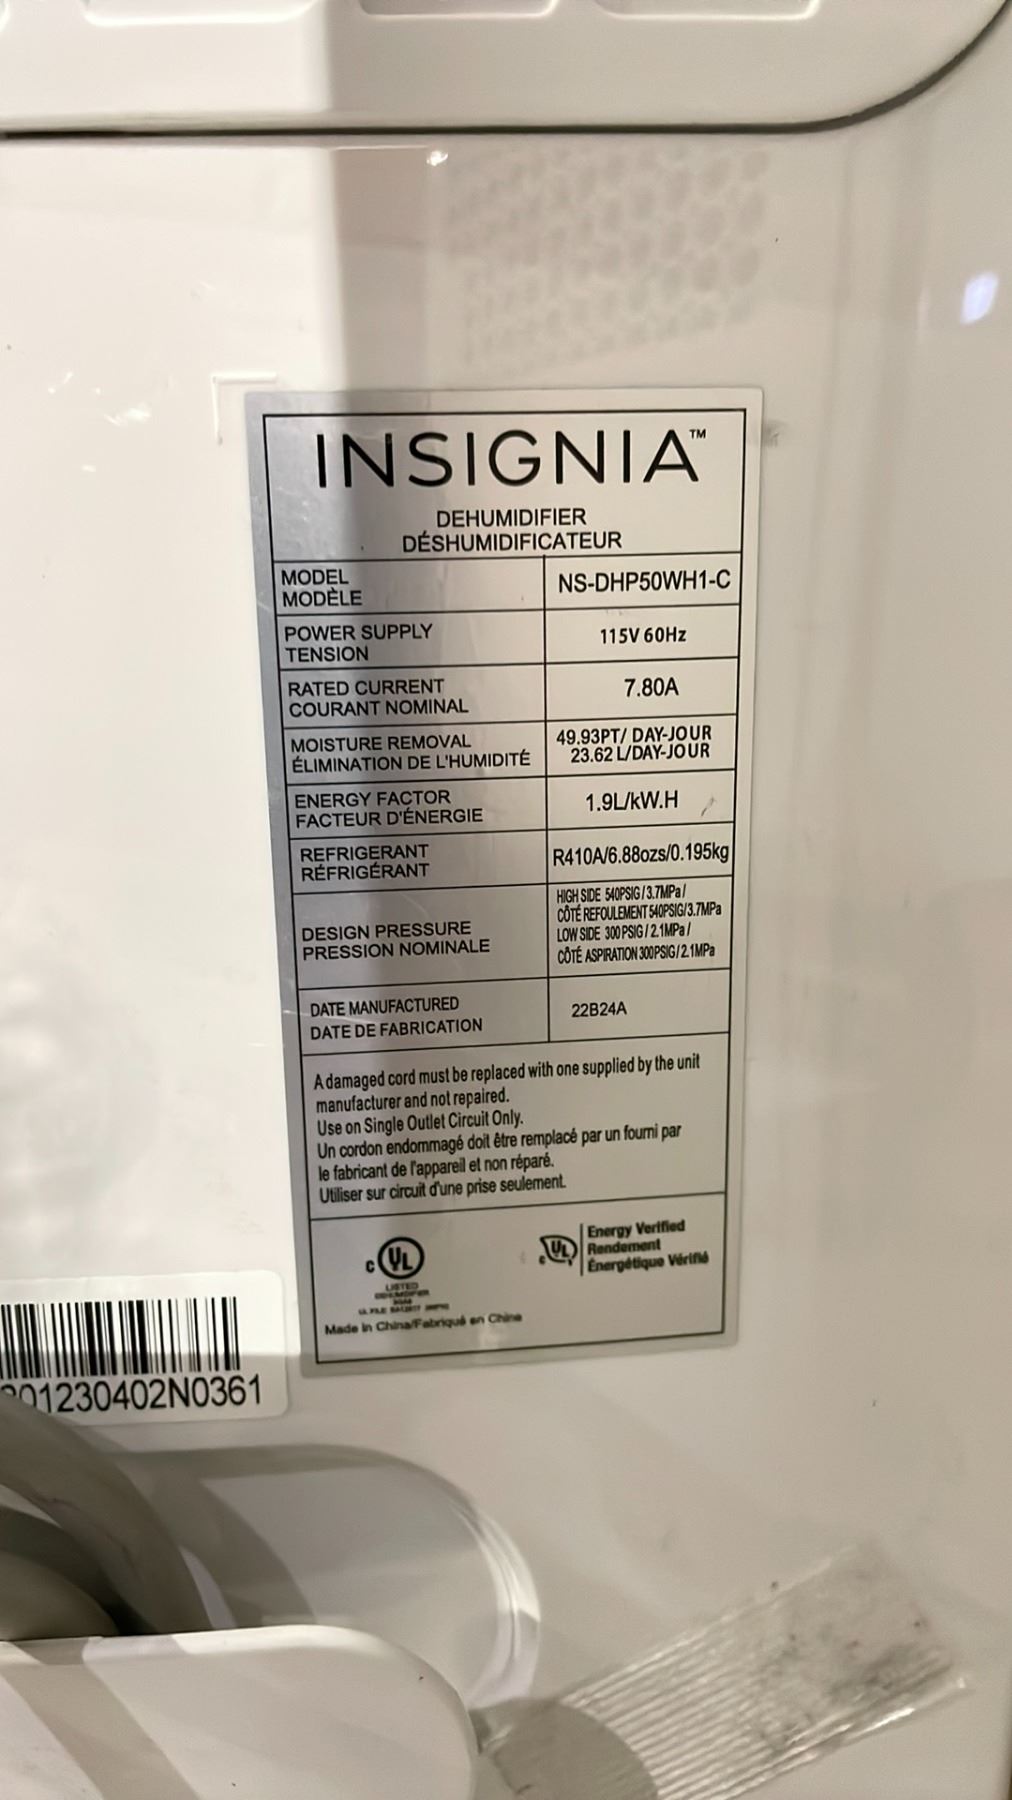 INSIGNIA™
DEHUMIDIFIER
DÉSHUMIDIFICATEUR
MODEL
MODÈLE
NS-DHP50WH1-C
POWER SUPPLY
TENSION
115V 60Hz
RATED CURRENT
COURANT NOMINAL
7.80A
MOISTURE REMOVAL
ÉLIMINATION DE L'HUMIDITÉ
49.93PT/ DAY-JOUR
23.62 L/DAY-JOUR
ENERGY FACTOR
FACTEUR D'ÉNERGIE
1.9L/kW.H
REFRIGERANT
RÉFRIGÉRANT
R410A/6.88ozs/0.195kg
DESIGN PRESSURE
PRESSION NOMINALE
HIGH SIDE 540PSIG / 3.7MPa /
CÔTÉ REFOULEMENT 540PSIG/3.7MPa
LOW SIDE 300 PSIG / 2.1MPa /
CÔTÉ ASPIRATION 300PSIG / 2.1MPa
DATE MANUFACTURED
DATE DE FABRICATION
22B24A
A damaged cord must be replaced with one supplied by the unit
manufacturer and not repaired.
Use on Single Outlet Circuit Only.
Un cordon endommagé doit être remplacé par un fourni par
le fabricant de l'appareil et non réparé.
Utiliser sur circuit d'une prise seulement.
C UL
LISTED
DEHUMIDIFIER
UL FILE
C UL
Energy Verified
Rendement
Énergétique Vérifié
Made in China/Fabriqué en Chine
01230402N0361